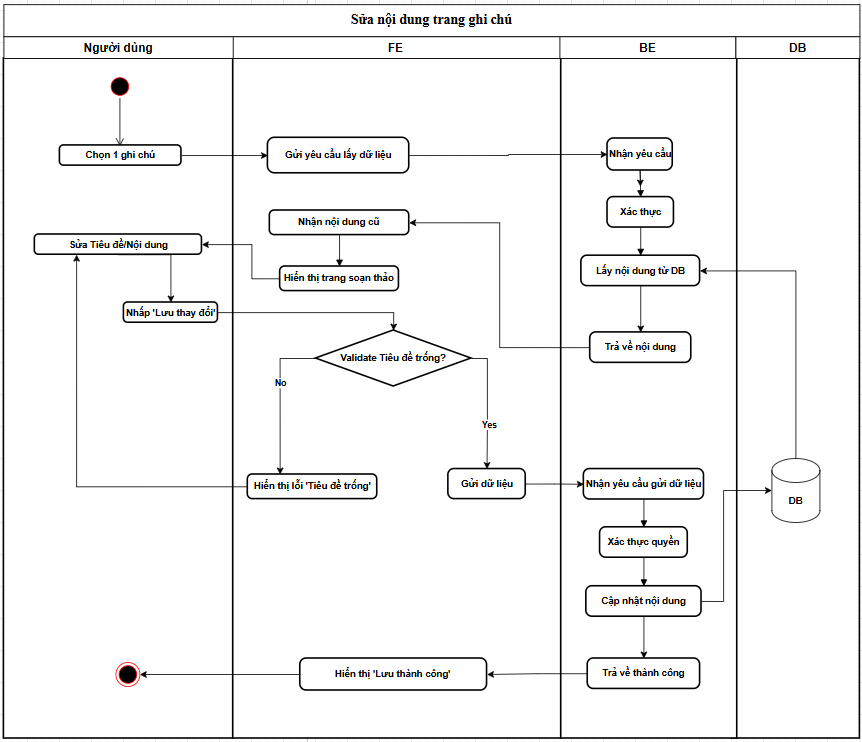 Sửa nội dung trang ghi chú
Người dùng
FE
BE
DB
Chọn 1 ghi chú
Gửi yêu cầu lấy dữ liệu
Nhận yêu cầu
Xác thực
Nhận nội dung cũ
Sửa Tiêu đề/Nội dung
Lấy nội dung từ DB
Hiển thị trang soạn thảo
Nhấp 'Lưu thay đổi'
Trả về nội dung
Validate Tiêu đề trống?
No
Yes
Hiển thị lỗi 'Tiêu đề trống'
Gửi dữ liệu
Nhận yêu cầu gửi dữ liệu
DB
Xác thực quyền
Cập nhật nội dung
Hiển thị 'Lưu thành công'
Trả về thành công